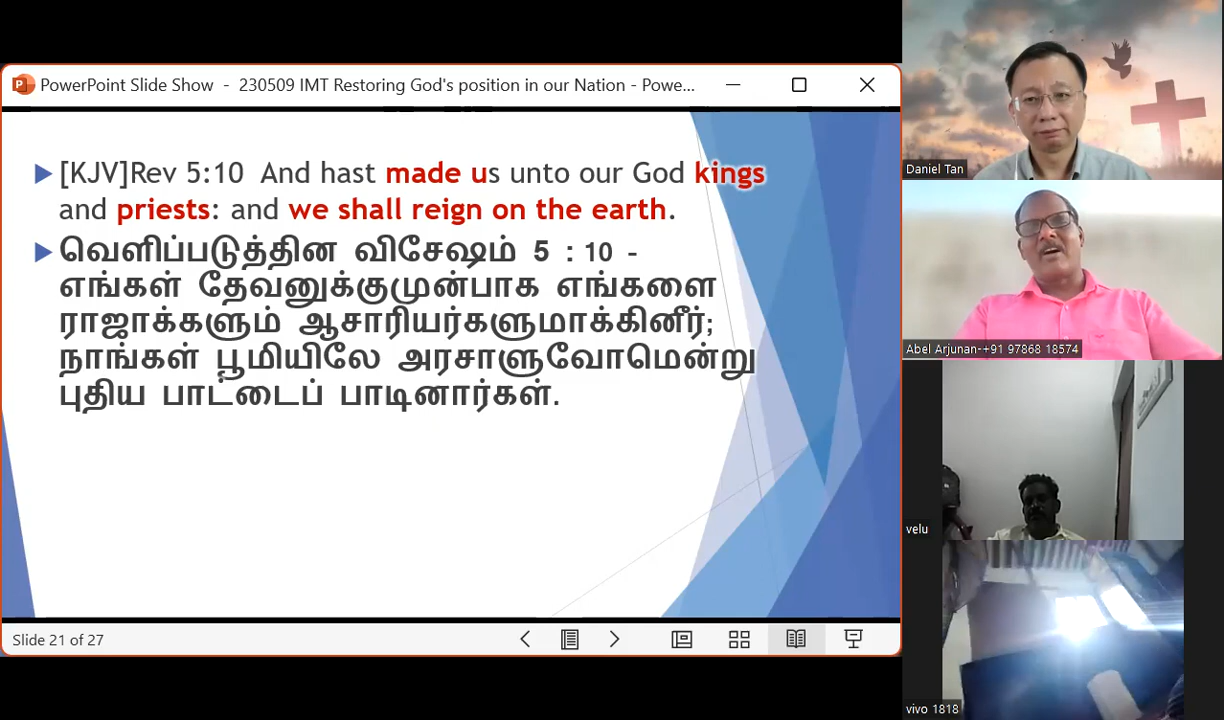 PowerPoint Slide Show - 230509 IMT Restoring God's position in our Nation - Powe...
[KJV]Rev 5:10 And hast made us unto our God kings
and priests: and we shall reign on the earth.
வெளிப்படுத்தின விசேஷம் 5 : 10 -
எங்கள் தேவனுக்குமுன்பாக எங்களை
ராஜாக்களும் ஆசாரியர்களுமாக்கினீர்;
நாங்கள் பூமியிலே அரசாளுவோமென்று
புதிய பாட்டைப் பாடினார்கள்.
Slide 21 of 27
Daniel Tan
Abel Arjunan-+91 97868 18574
velu
vivo 1818